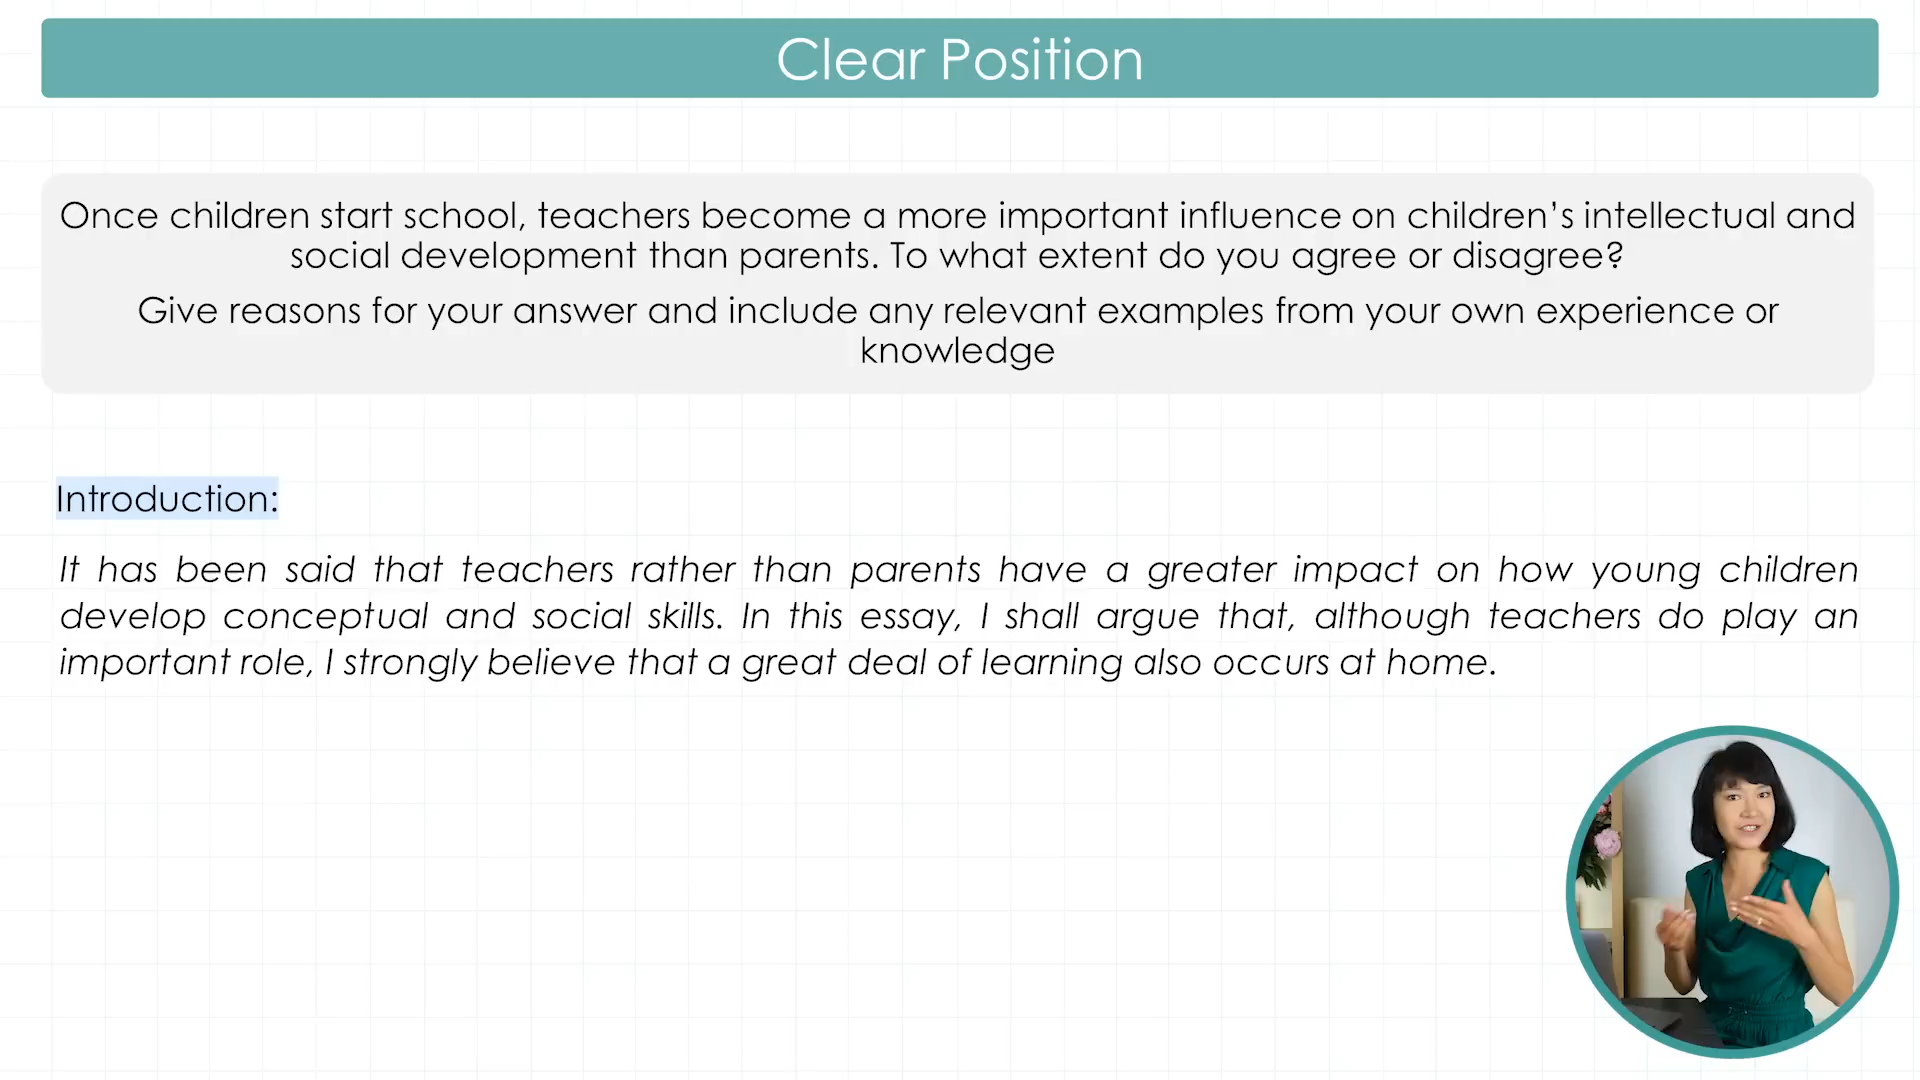 Clear Position
Once children start school, teachers become a more important influence on children’s intellectual and
social development than parents. To what extent do you agree or disagree?
Give reasons for your answer and include any relevant examples from your own experience or
knowledge
Introduction:
It has been said that teachers rather than parents have a greater impact on how young children
develop conceptual and social skills. In this essay, I shall argue that, although teachers do play an
important role, I strongly believe that a great deal of learning also occurs at home.